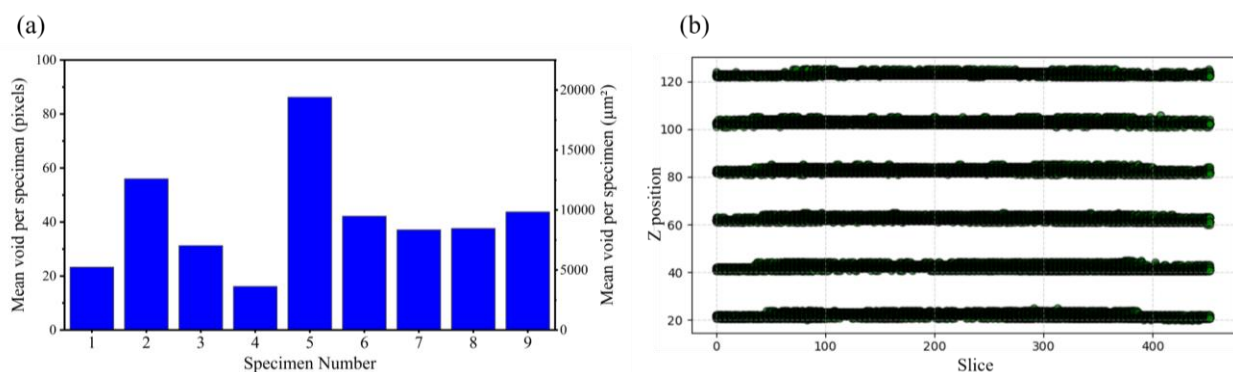 (a)
(b)
Mean void per specimen (pixels)
100
80
60
40
20
0
1 2 3 4 5 6 7 8 9
Specimen Number
20000
15000
10000
5000
0
Mean void per specimen (µm²)
Z position
120
100
80
60
40
20
0 100 200 300 400
Slice